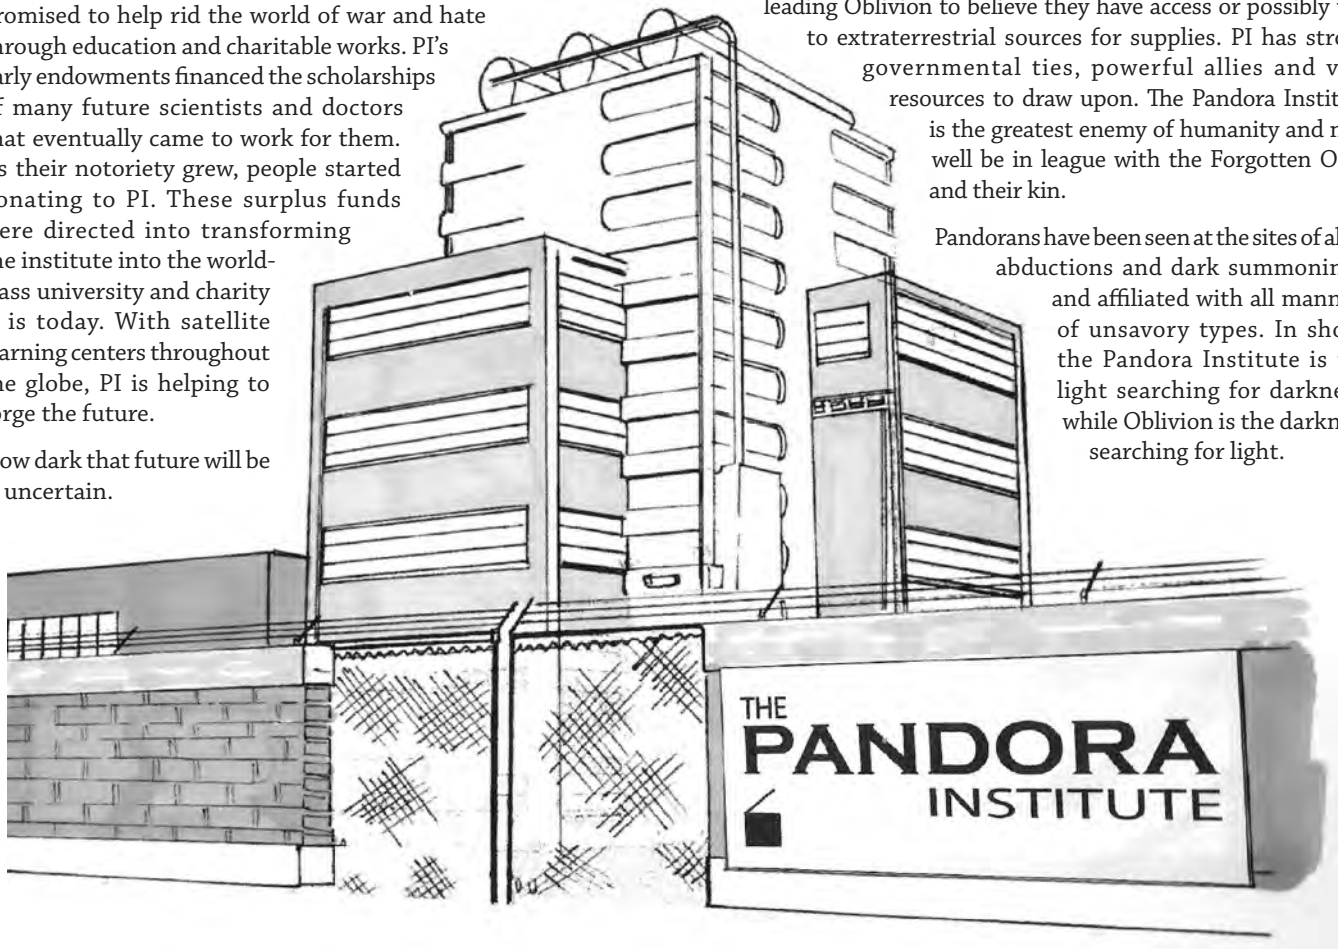 romised to help rid the world of war and hate
hrough education and charitable works. PI's
arly endowments financed the scholarships
f many future scientists and doctors
hat eventually came to work for them.
s their notoriety grew, people started
onating to PI. These surplus funds
ere directed into transforming
he institute into the world-
ass university and charity
is today. With satellite
arning centers throughout
he globe, PI is helping to
orge the future.
ow dark that future will be
uncertain.
leading Oblivion to believe they have access or possibly
to extraterrestrial sources for supplies. PI has stro
governmental ties, powerful allies and v
resources to draw upon. The Pandora Instit
is the greatest enemy of humanity and m
well be in league with the Forgotten O
and their kin.
Pandorans have been seen at the sites of al
abductions and dark summonin
and affiliated with all mann
of unsavory types. In sho
the Pandora Institute is
light searching for darkne
while Oblivion is the darkn
searching for light.
THE
PANDORA
INSTITUTE